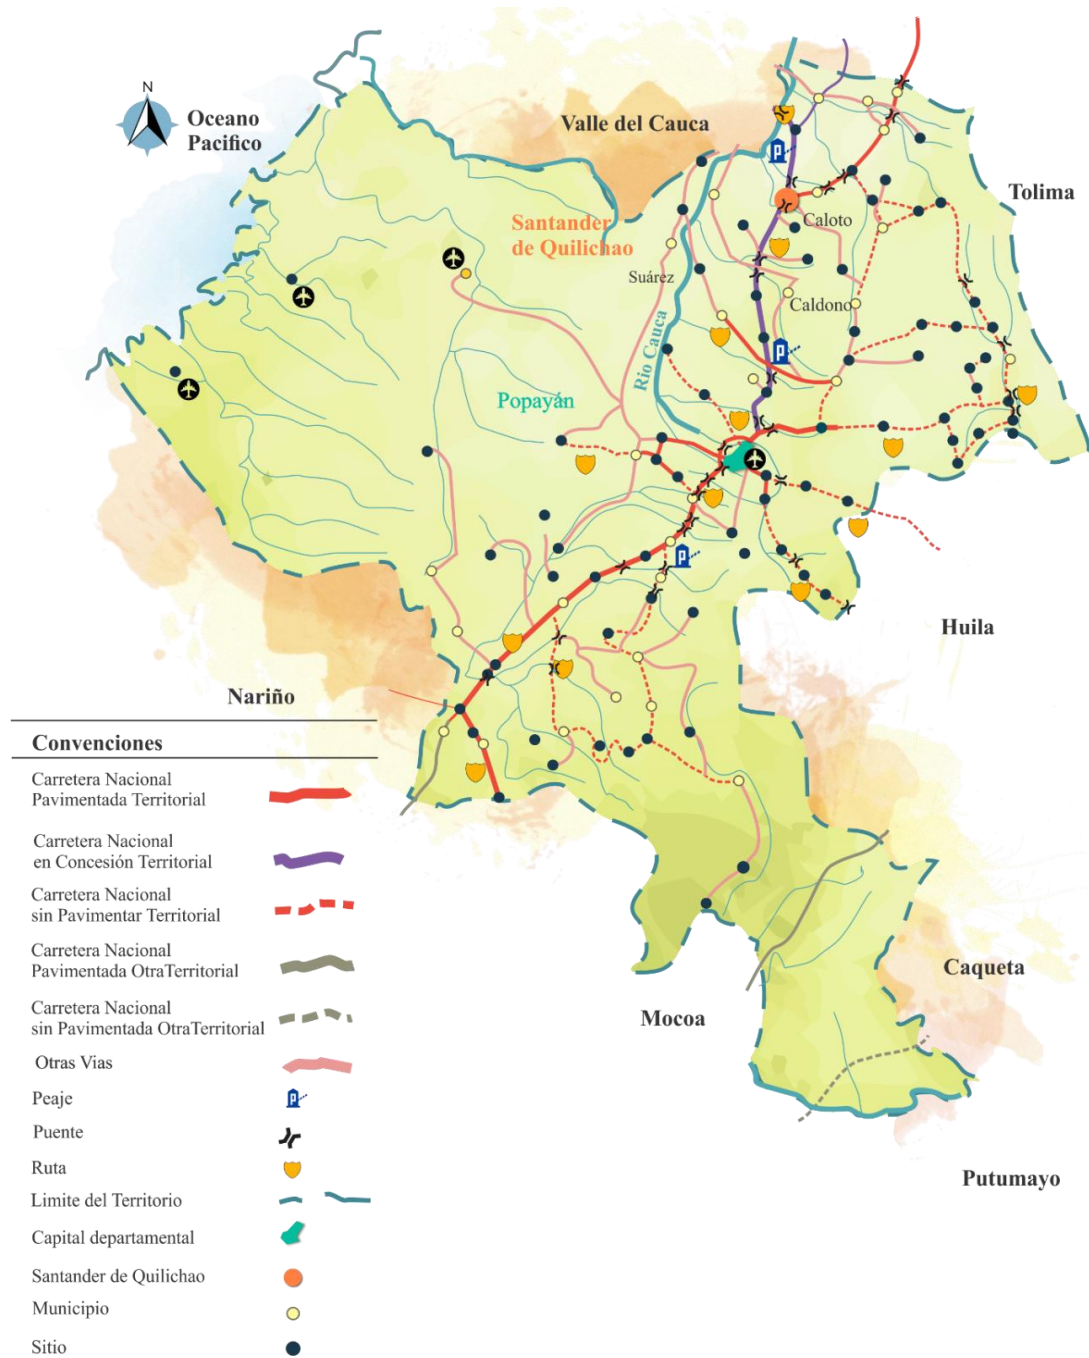 N
Oceano
Pacifico
Valle del Cauca
Tolima
Santander
de Quilichao
Caloto
Suárez
Caldono
Rio Cauca
Popayán
Huila
Nariño
Caqueta
Mocoa
Putumayo
Convenciones
Carretera Nacional
Pavimentada Territorial
Carretera Nacional
en Concesión Territorial
Carretera Nacional
sin Pavimentar Territorial
Carretera Nacional
Pavimentada OtraTerritorial
Carretera Nacional
sin Pavimentada OtraTerritorial
Otras Vias
Peaje
Puente
Ruta
Limite del Territorio
Capital departamental
Santander de Quilichao
Municipio
Sitio